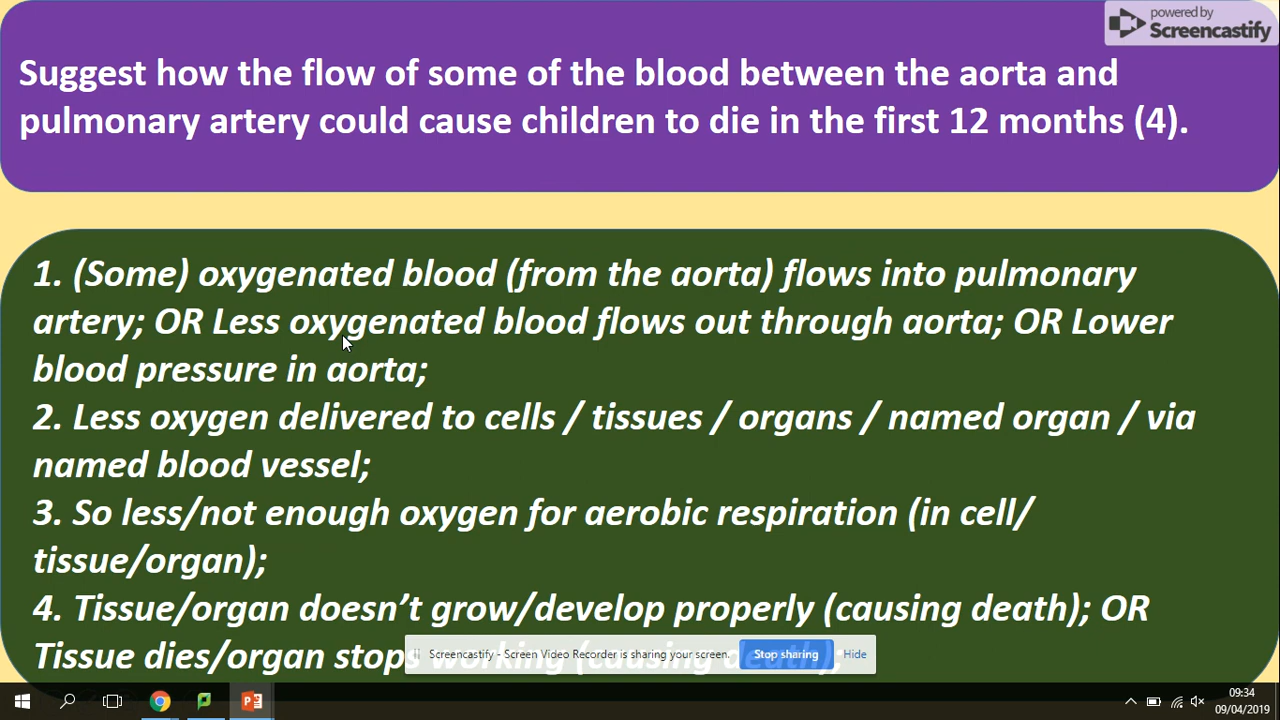 powered by
Screencastify
Suggest how the flow of some of the blood between the aorta and
pulmonary artery could cause children to die in the first 12 months (4).
1. (Some) oxygenated blood (from the aorta) flows into pulmonary
artery; OR Less oxygenated blood flows out through aorta; OR Lower
blood pressure in aorta;
2. Less oxygen delivered to cells / tissues / organs / named organ / via
named blood vessel;
3. So less/not enough oxygen for aerobic respiration (in cell/
tissue/organ);
4. Tissue/organ doesn’t grow/develop properly (causing death); OR
Tissue dies/organ stops working (causing death);
Screencastify - Screen Video Recorder is sharing your screen. Stop sharing Hide
09:34
09/04/2019